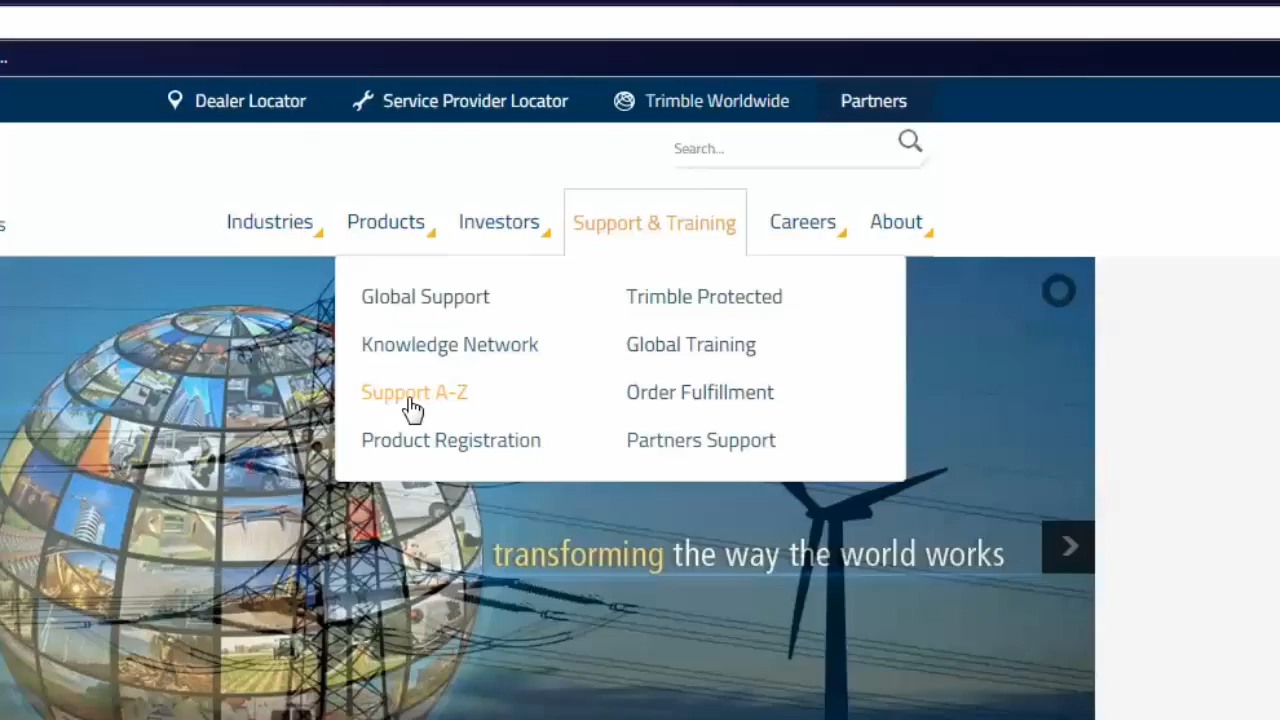 ...
Dealer Locator Service Provider Locator Trimble Worldwide Partners
Search...
s Industries Products Investors Support & Training Careers About
Global Support Trimble Protected
Knowledge Network Global Training
Support A-Z Order Fulfillment
Product Registration Partners Support
transforming the way the world works